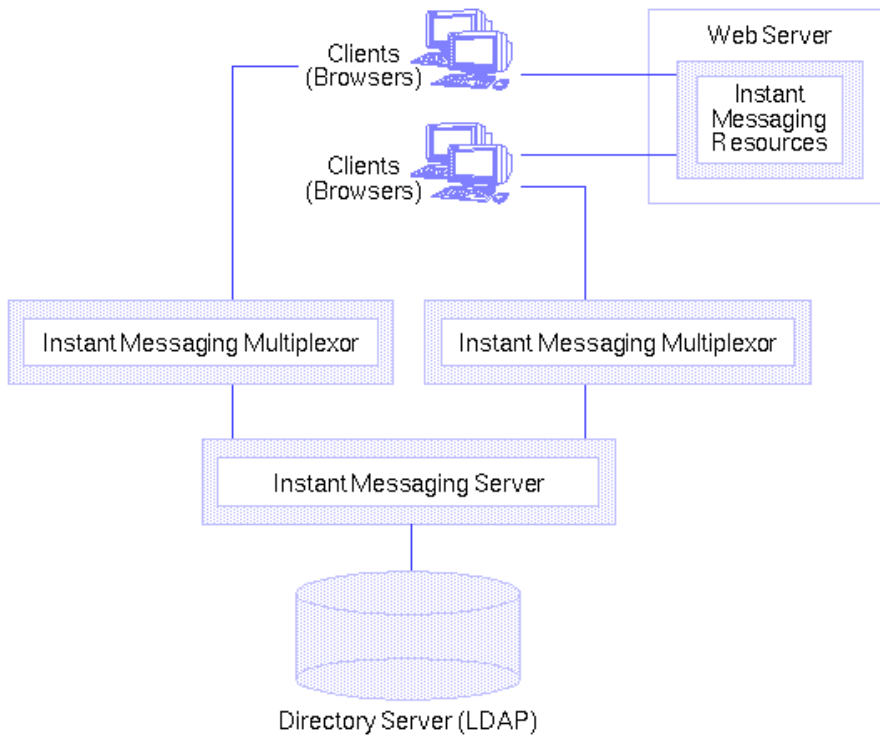 Clients
(Browsers)
Web Server
Instant
Messaging
Resources
Clients
(Browsers)
Instant Messaging Multiplexor
Instant Messaging Multiplexor
Instant Messaging Server
Directory Server (LDAP)